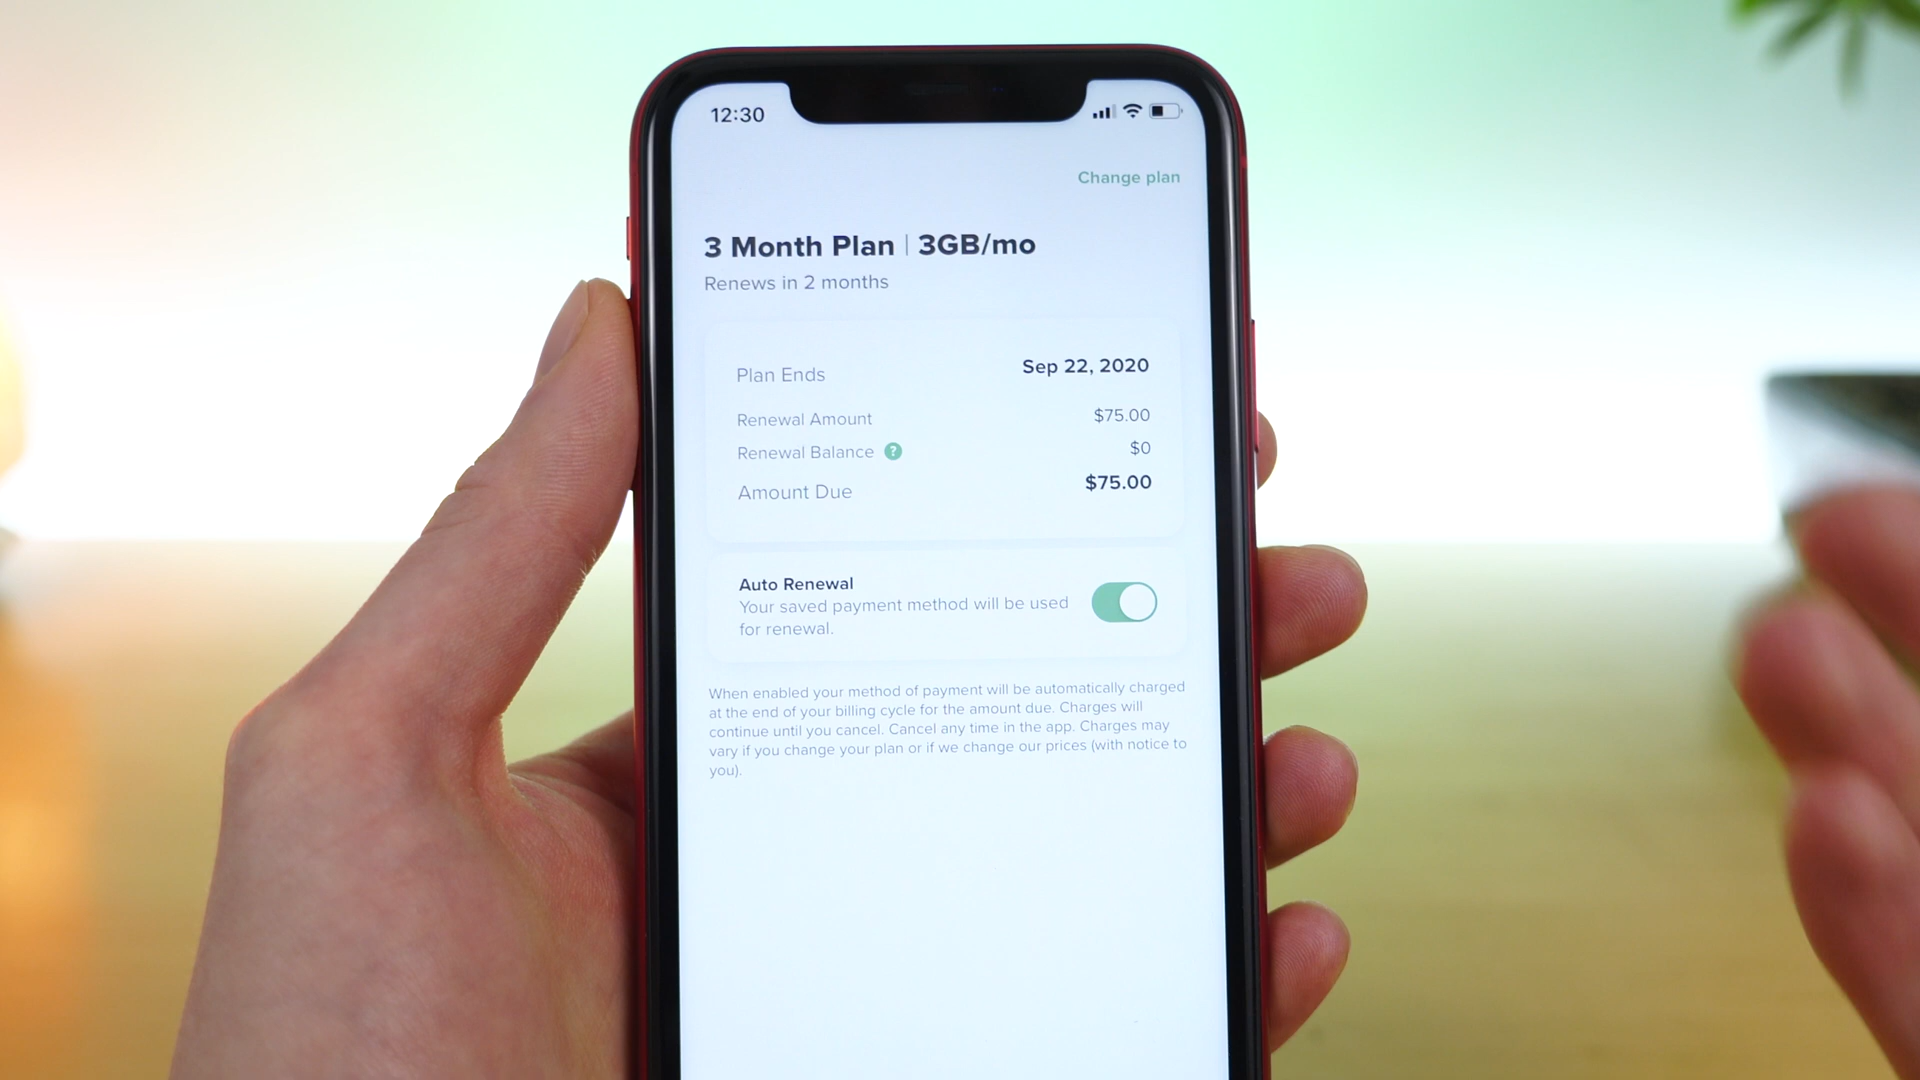 12:30
Change plan
3 Month Plan | 3GB/mo
Renews in 2 months
Plan Ends Sep 22, 2020
Renewal Amount $75.00
Renewal Balance ? $0
Amount Due $75.00
Auto Renewal
Your saved payment method will be used
for renewal.
When enabled your method of payment will be automatically charged
at the end of your billing cycle for the amount due. Charges will
continue until you cancel. Cancel any time in the app. Charges may
vary if you change your plan or if we change our prices (with notice to
you).